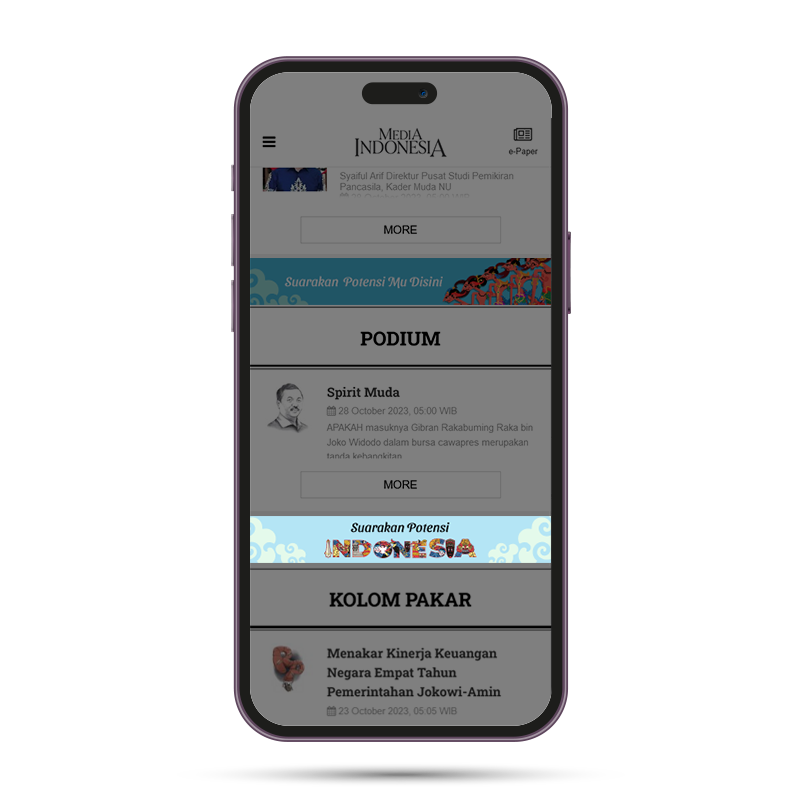 MEDIA
INDONESIA
e-Paper
Syaiful Arif Direktur Pusat Studi Pemikiran
Pancasila, Kader Muda NU
MORE
Suarakan Potensi Mu Disini
PODIUM
Spirit Muda
28 October 2023, 05:00 WIB
APAKAH masuknya Gibran Rakabuming Raka bin
Joko Widodo dalam bursa cawapres merupakan
tanda kebangkitan
MORE
Suarakan Potensi
INDONESIA
KOLOM PAKAR
Menakar Kinerja Keuangan
Negara Empat Tahun
Pemerintahan Jokowi-Amin
23 October 2023, 05:05 WIB